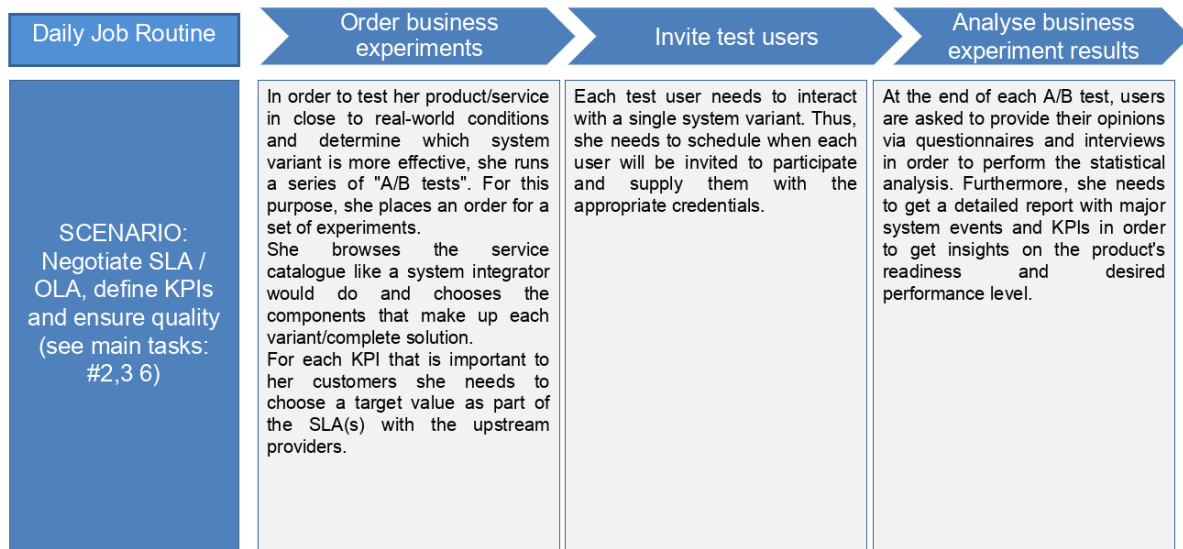 Daily Job Routine
Order business
experiments
Invite test users
Analyse business
experiment results
SCENARIO:
Negotiate SLA /
OLA, define KPIs
and ensure quality
(see main tasks:
#2,3 6)
In order to test her product/service
in close to real-world conditions
and determine which system
variant is more effective, she runs
a series of "A/B tests". For this
purpose, she places an order for a
set of experiments.
She browses the service
catalogue like a system integrator
would do and chooses the
components that make up each
variant/complete solution.
For each KPI that is important to
her customers she needs to
choose a target value as part of
the SLA(s) with the upstream
providers.
Each test user needs to interact
with a single system variant. Thus,
she needs to schedule when each
user will be invited to participate
and supply them with the
appropriate credentials.
At the end of each A/B test, users
are asked to provide their opinions
via questionnaires and interviews
in order to perform the statistical
analysis. Furthermore, she needs
to get a detailed report with major
system events and KPIs in order
to get insights on the product's
readiness and desired
performance level.